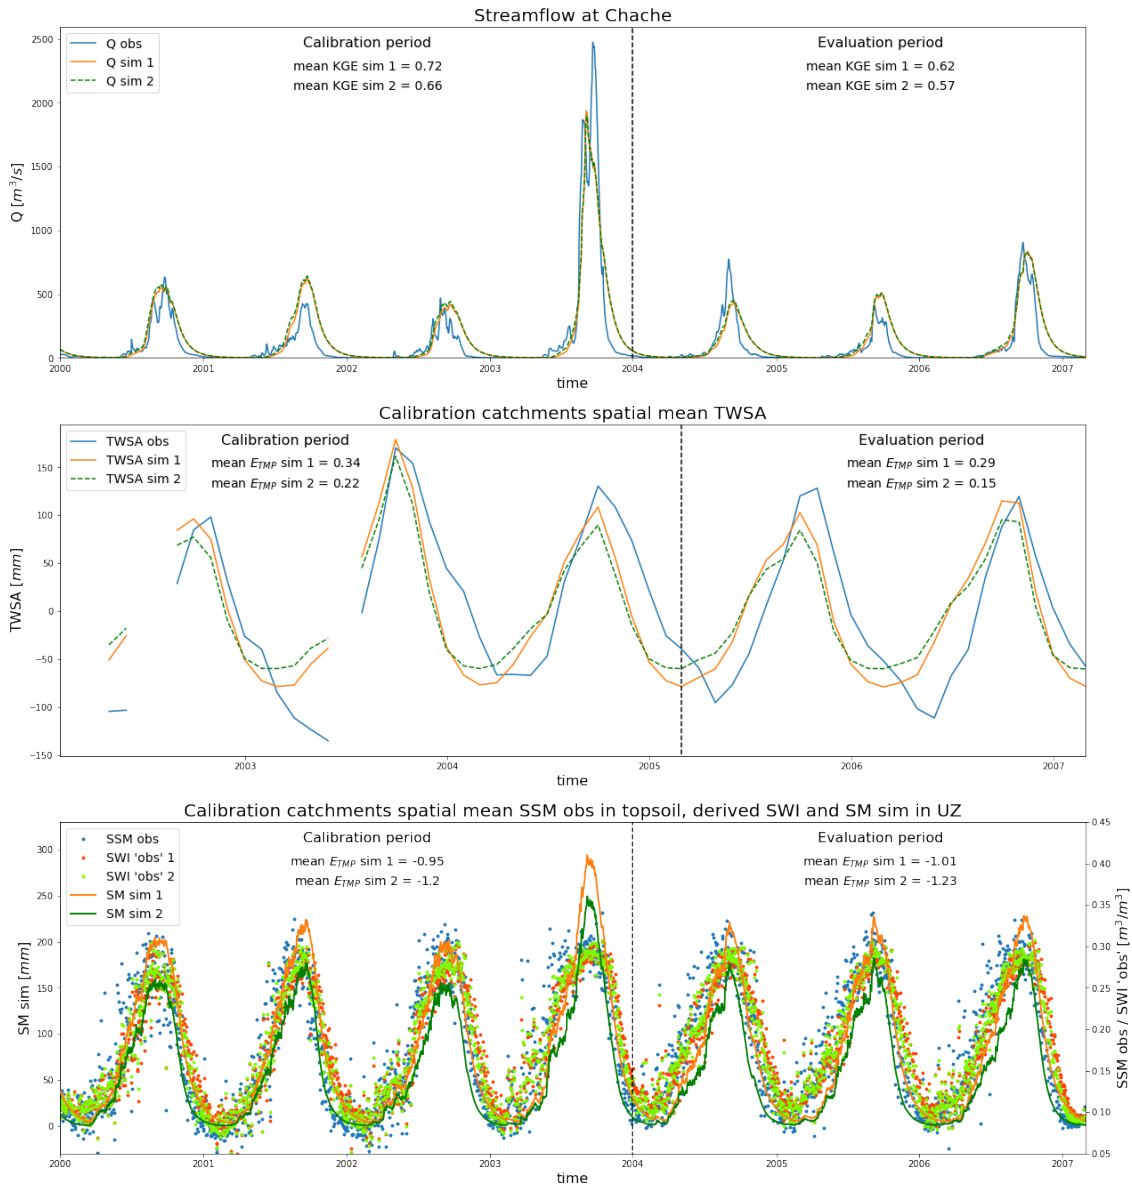 Streamflow at Chache
Q obs
Q sim 1
Q sim 2
Calibration period
mean KGE sim 1 = 0.72
mean KGE sim 2 = 0.66
Evaluation period
mean KGE sim 1 = 0.62
mean KGE sim 2 = 0.57
Q [m³/s]
2500
2000
1500
1000
500
0
2000 2001 2002 2003 2004 2005 2006 2007
time
Calibration catchments spatial mean TWSA
TWSA obs
TWSA sim 1
TWSA sim 2
Calibration period
mean E_TMP sim 1 = 0.34
mean E_TMP sim 2 = 0.22
Evaluation period
mean E_TMP sim 1 = 0.29
mean E_TMP sim 2 = 0.15
TWSA [mm]
150
100
50
0
−50
−100
−150
2003 2004 2005 2006 2007
time
Calibration catchments spatial mean SSM obs in topsoil, derived SWI and SM sim in UZ
SSM obs
SWI 'obs' 1
SWI 'obs' 2
SM sim 1
SM sim 2
Calibration period
mean E_TMP sim 1 = -0.95
mean E_TMP sim 2 = -1.2
Evaluation period
mean E_TMP sim 1 = -1.01
mean E_TMP sim 2 = -1.23
SM sim [mm]
300
250
200
150
100
50
0
0.45
0.40
0.35
0.30
0.25
0.20
0.15
0.10
0.05
SSM obs / SWI 'obs' [m³/m³]
2000 2001 2002 2003 2004 2005 2006 2007
time